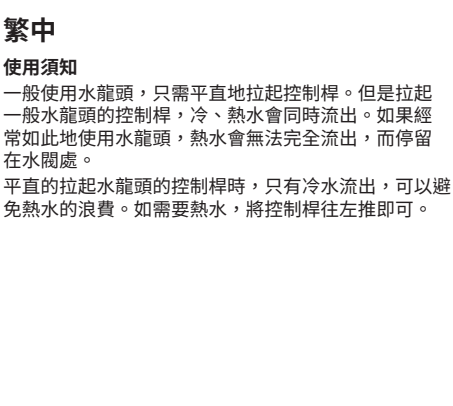 繁中
使用須知
一般使用水龍頭，只需平直地拉起控制桿。但是拉起
一般水龍頭的控制桿，冷、熱水會同時流出。如果經
常如此地使用水龍頭，熱水會無法完全流出，而停留
在水閥處。
平直的拉起水龍頭的控制桿時，只有冷水流出，可以避
免熱水的浪費。如需要熱水，將控制桿往左推即可。